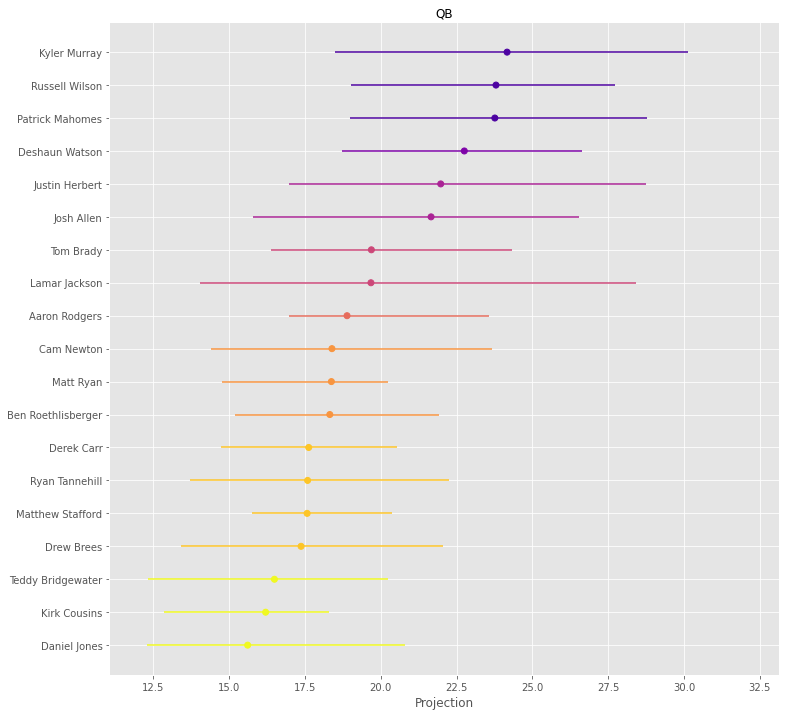 QB
Kyler Murray
Russell Wilson
Patrick Mahomes
Deshaun Watson
Justin Herbert
Josh Allen
Tom Brady
Lamar Jackson
Aaron Rodgers
Cam Newton
Matt Ryan
Ben Roethlisberger
Derek Carr
Ryan Tannehill
Matthew Stafford
Drew Brees
Teddy Bridgewater
Kirk Cousins
Daniel Jones
12.5 15.0 17.5 20.0 22.5 25.0 27.5 30.0 32.5
Projection